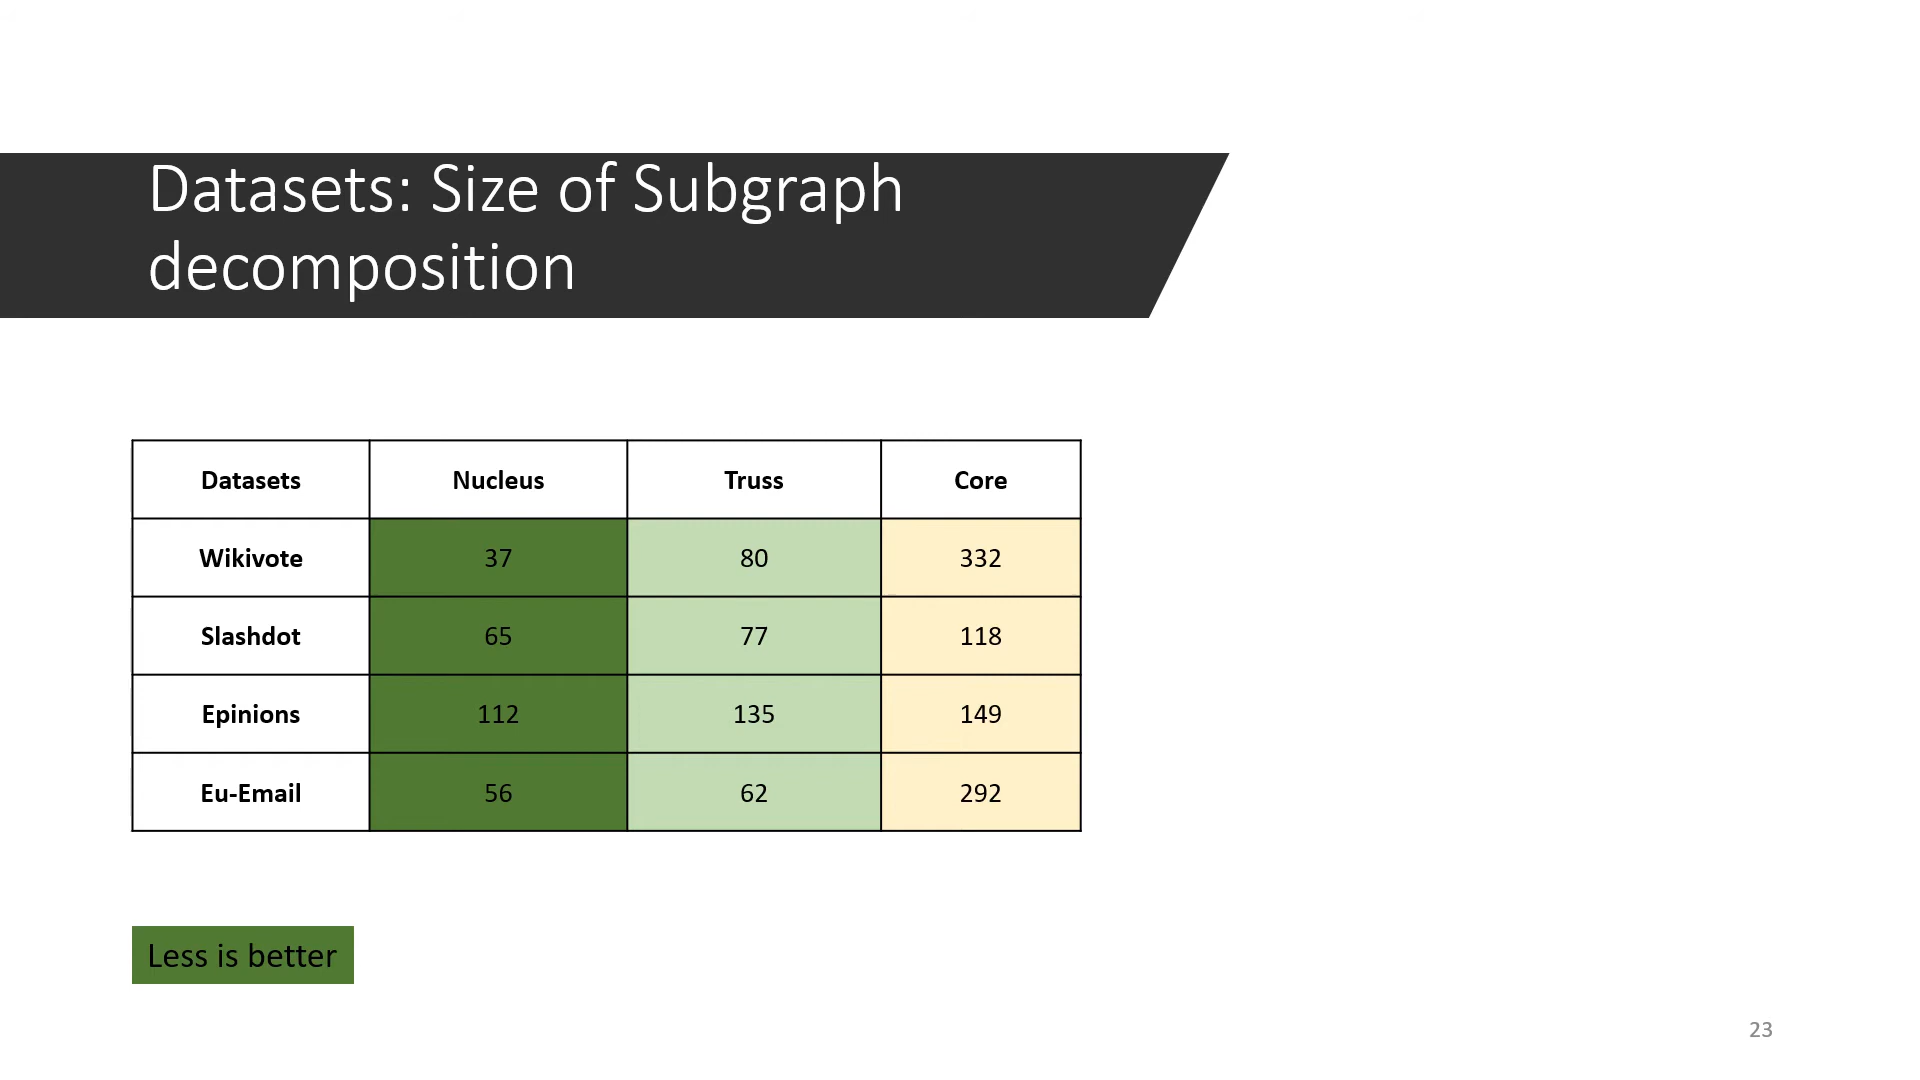 Datasets: Size of Subgraph
decomposition
Datasets Nucleus Truss Core
Wikivote 37 80 332
Slashdot 65 77 118
Epinions 112 135 149
Eu-Email 56 62 292
Less is better
23